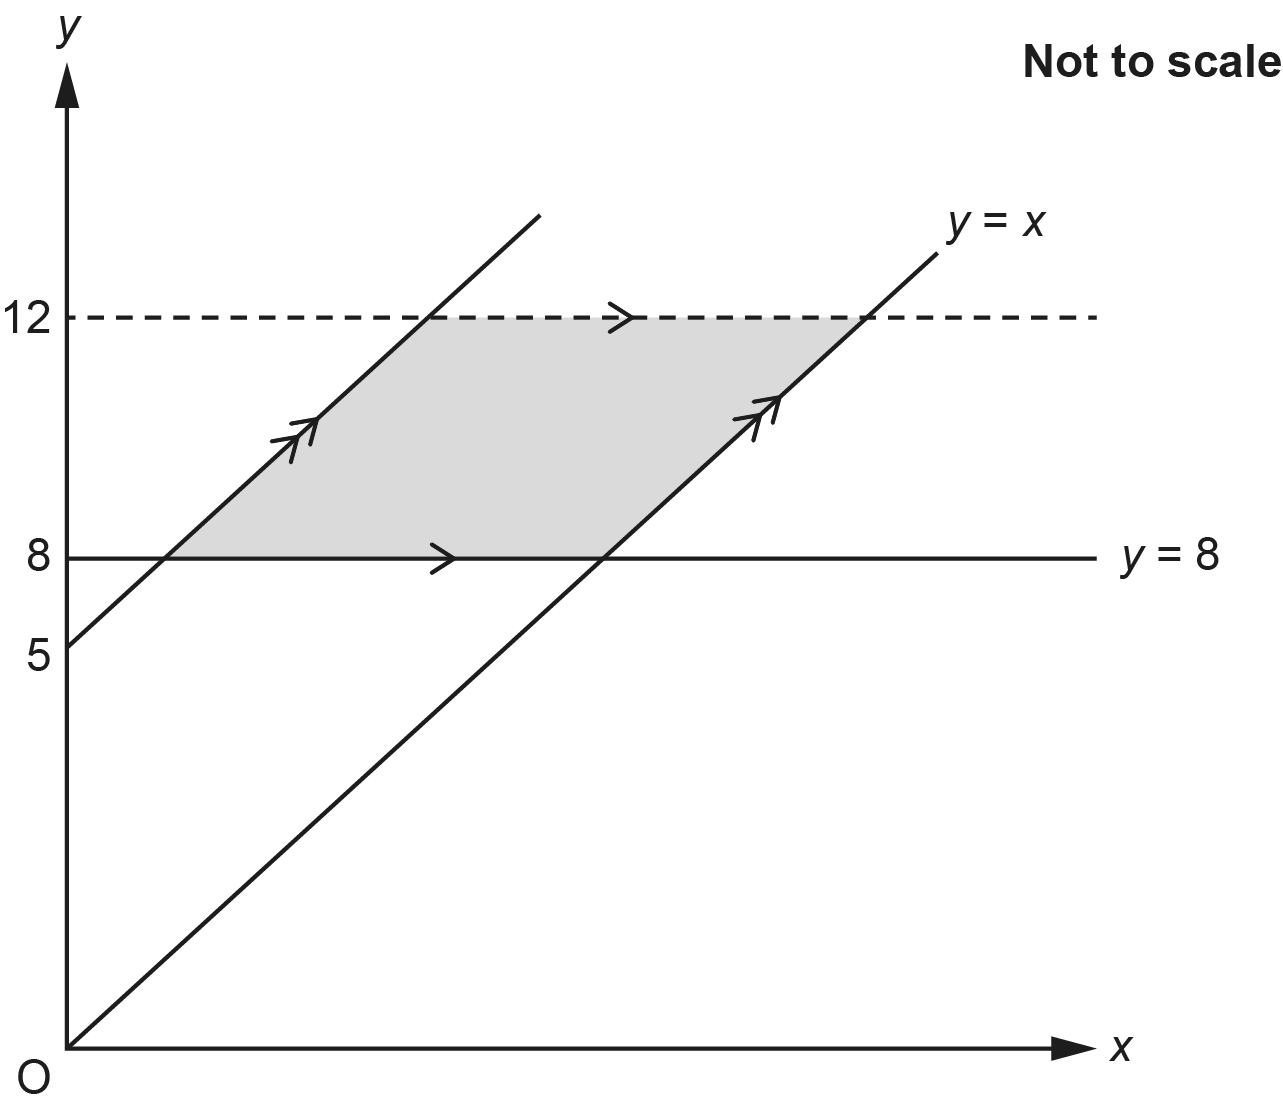 y
Not to scale
y = x
12
8
y = 8
5
x
O